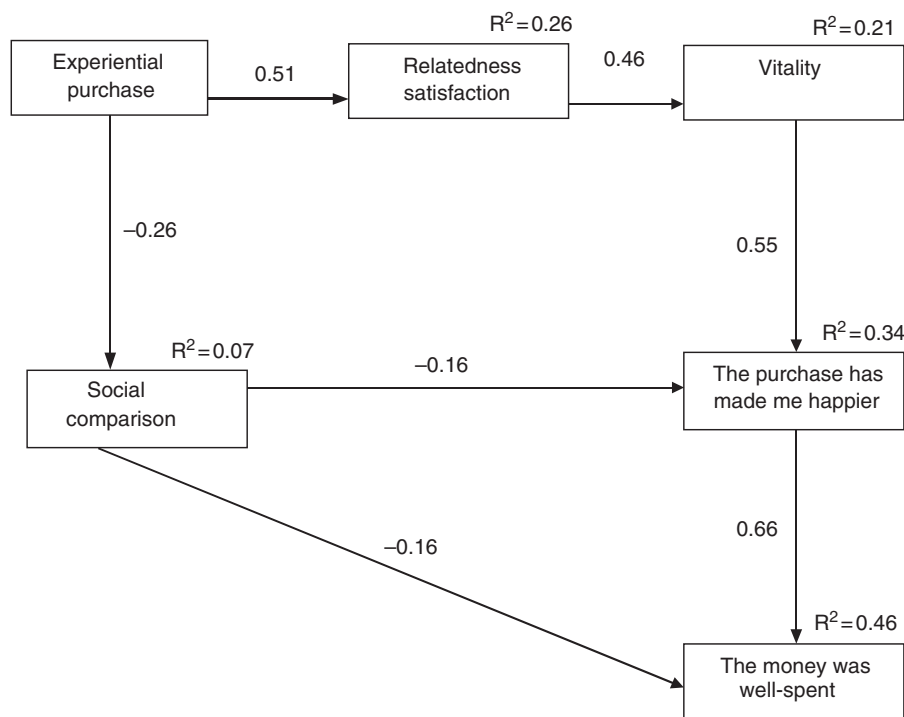 R² = 0.26
R² = 0.21
Experiential
purchase
0.51
Relatedness
satisfaction
0.46
Vitality
−0.26
0.55
R² = 0.07
R² = 0.34
Social
comparison
−0.16
The purchase has
made me happier
−0.16
0.66
R² = 0.46
The money was
well-spent